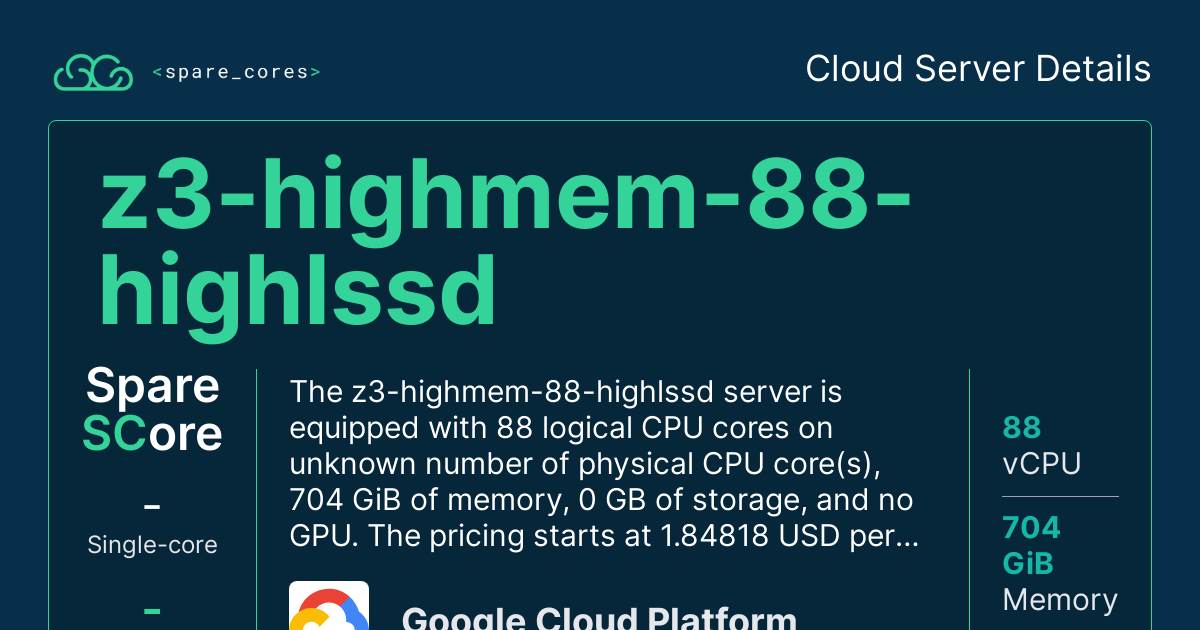 <spare_cores>
Cloud Server Details
z3-highmem-88-
highlssd
Spare
SCore
–
Single-core
–
The z3-highmem-88-highlssd server is
equipped with 88 logical CPU cores on
unknown number of physical CPU core(s),
704 GiB of memory, 0 GB of storage, and no
GPU. The pricing starts at 1.84818 USD per...
Google Cloud Platform
88
vCPU
704
GiB
Memory